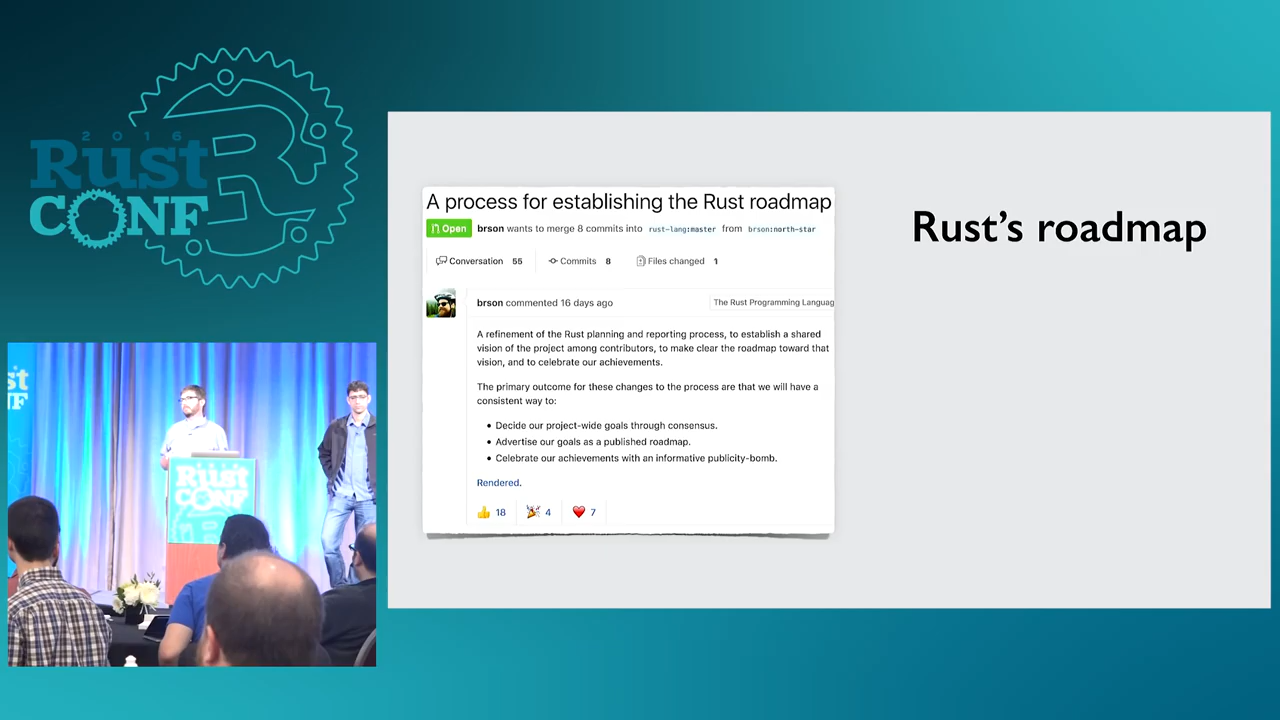 2016
Rust
CONF
A process for establishing the Rust roadmap
Open brson wants to merge 8 commits into rust-lang:master from brson:north-star
Conversation 55 Commits 8 Files changed 1
brson commented 16 days ago The Rust Programming Languag
A refinement of the Rust planning and reporting process, to establish a shared
vision of the project among contributors, to make clear the roadmap toward that
vision, and to celebrate our achievements.
The primary outcome for these changes to the process are that we will have a
consistent way to:
• Decide our project-wide goals through consensus.
• Advertise our goals as a published roadmap.
• Celebrate our achievements with an informative publicity-bomb.
Rendered.
👍 18 🎉 4 ❤️ 7
Rust's roadmap
st
NF
Rust
CONF